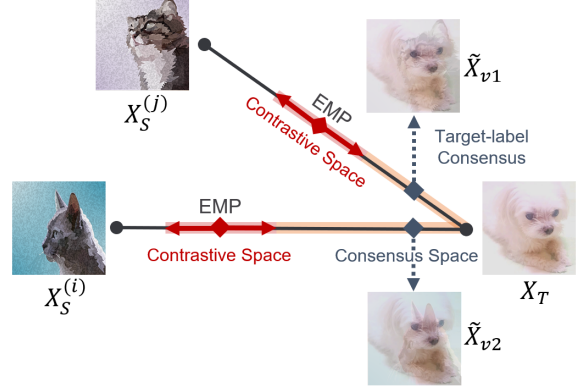 X_S^{(j)}
EMP
Contrastive Space
X̃_{v1}
Target-label
Consensus
EMP
Contrastive Space
Consensus Space
X_S^{(i)}
X_T
X̃_{v2}